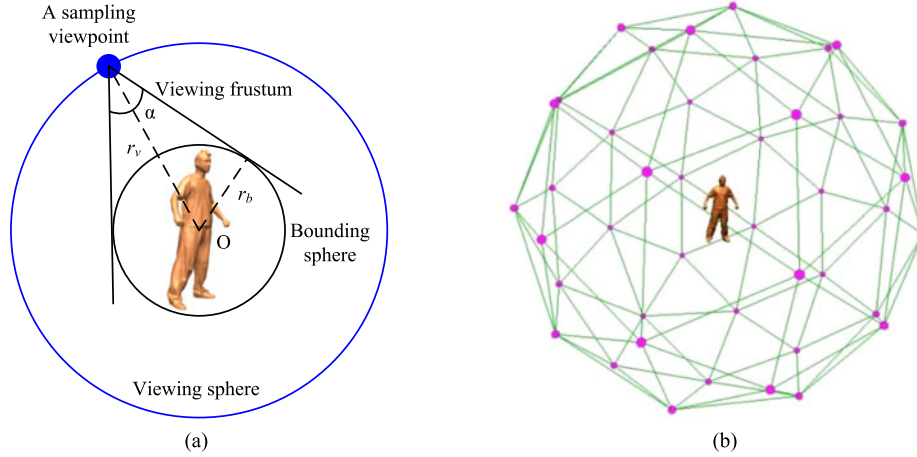 A sampling
viewpoint
Viewing frustum
α
r_v
r_b
O
Bounding
sphere
Viewing sphere
(a)
(b)